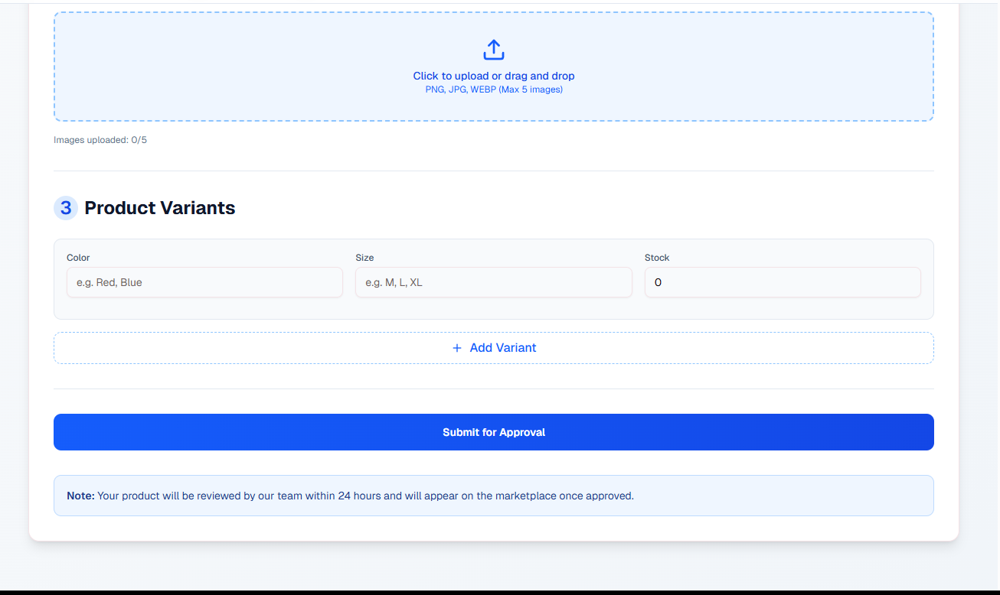 Click to upload or drag and drop
PNG, JPG, WEBP (Max 5 images)
Images uploaded: 0/5
3 Product Variants
Color Size Stock
e.g. Red, Blue e.g. M, L, XL 0
+ Add Variant
Submit for Approval
Note: Your product will be reviewed by our team within 24 hours and will appear on the marketplace once approved.